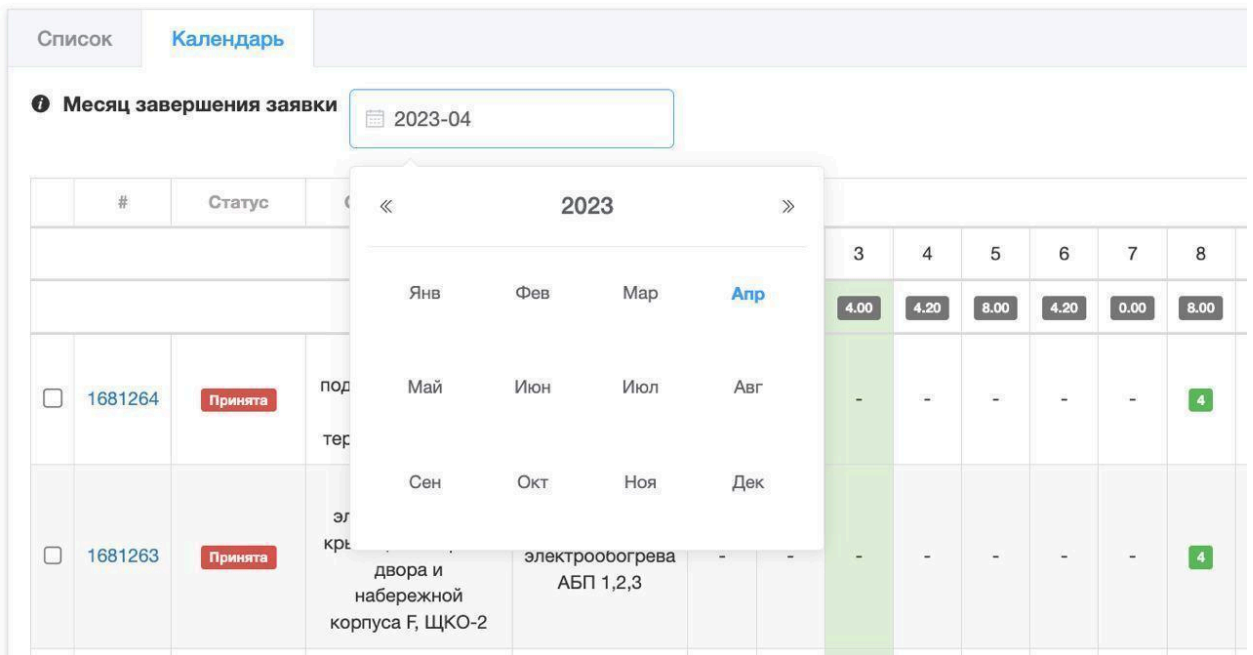 Список Календарь
Месяц завершения заявки 2023-04
# Статус
2023
3 4 5 6 7 8
Янв Фев Мар Апр
4.00 4.20 8.00 4.20 0.00 8.00
Май Июн Июл Авг
1681264 Принята - - - - - 4
Сен Окт Ноя Дек
1681263 Принята
двора и
набережной
корпуса F, ЩКО-2
электрообогрева
АБП 1,2,3
- - - - - - - 4